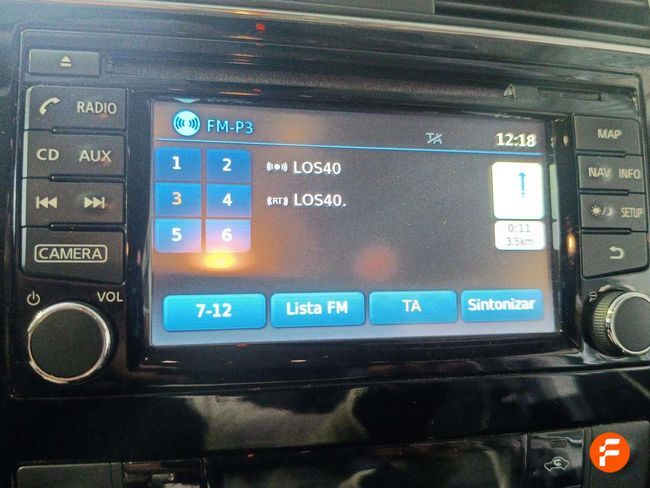 RADIO
CD AUX
CAMERA
VOL
FM-P3
TA
12:18
1 2
LOS40
3 4
RT LOS40.
5 6
0:11
3.5km
7-12
Lista FM
TA
Sintonizar
MAP
NAV INFO
SETUP